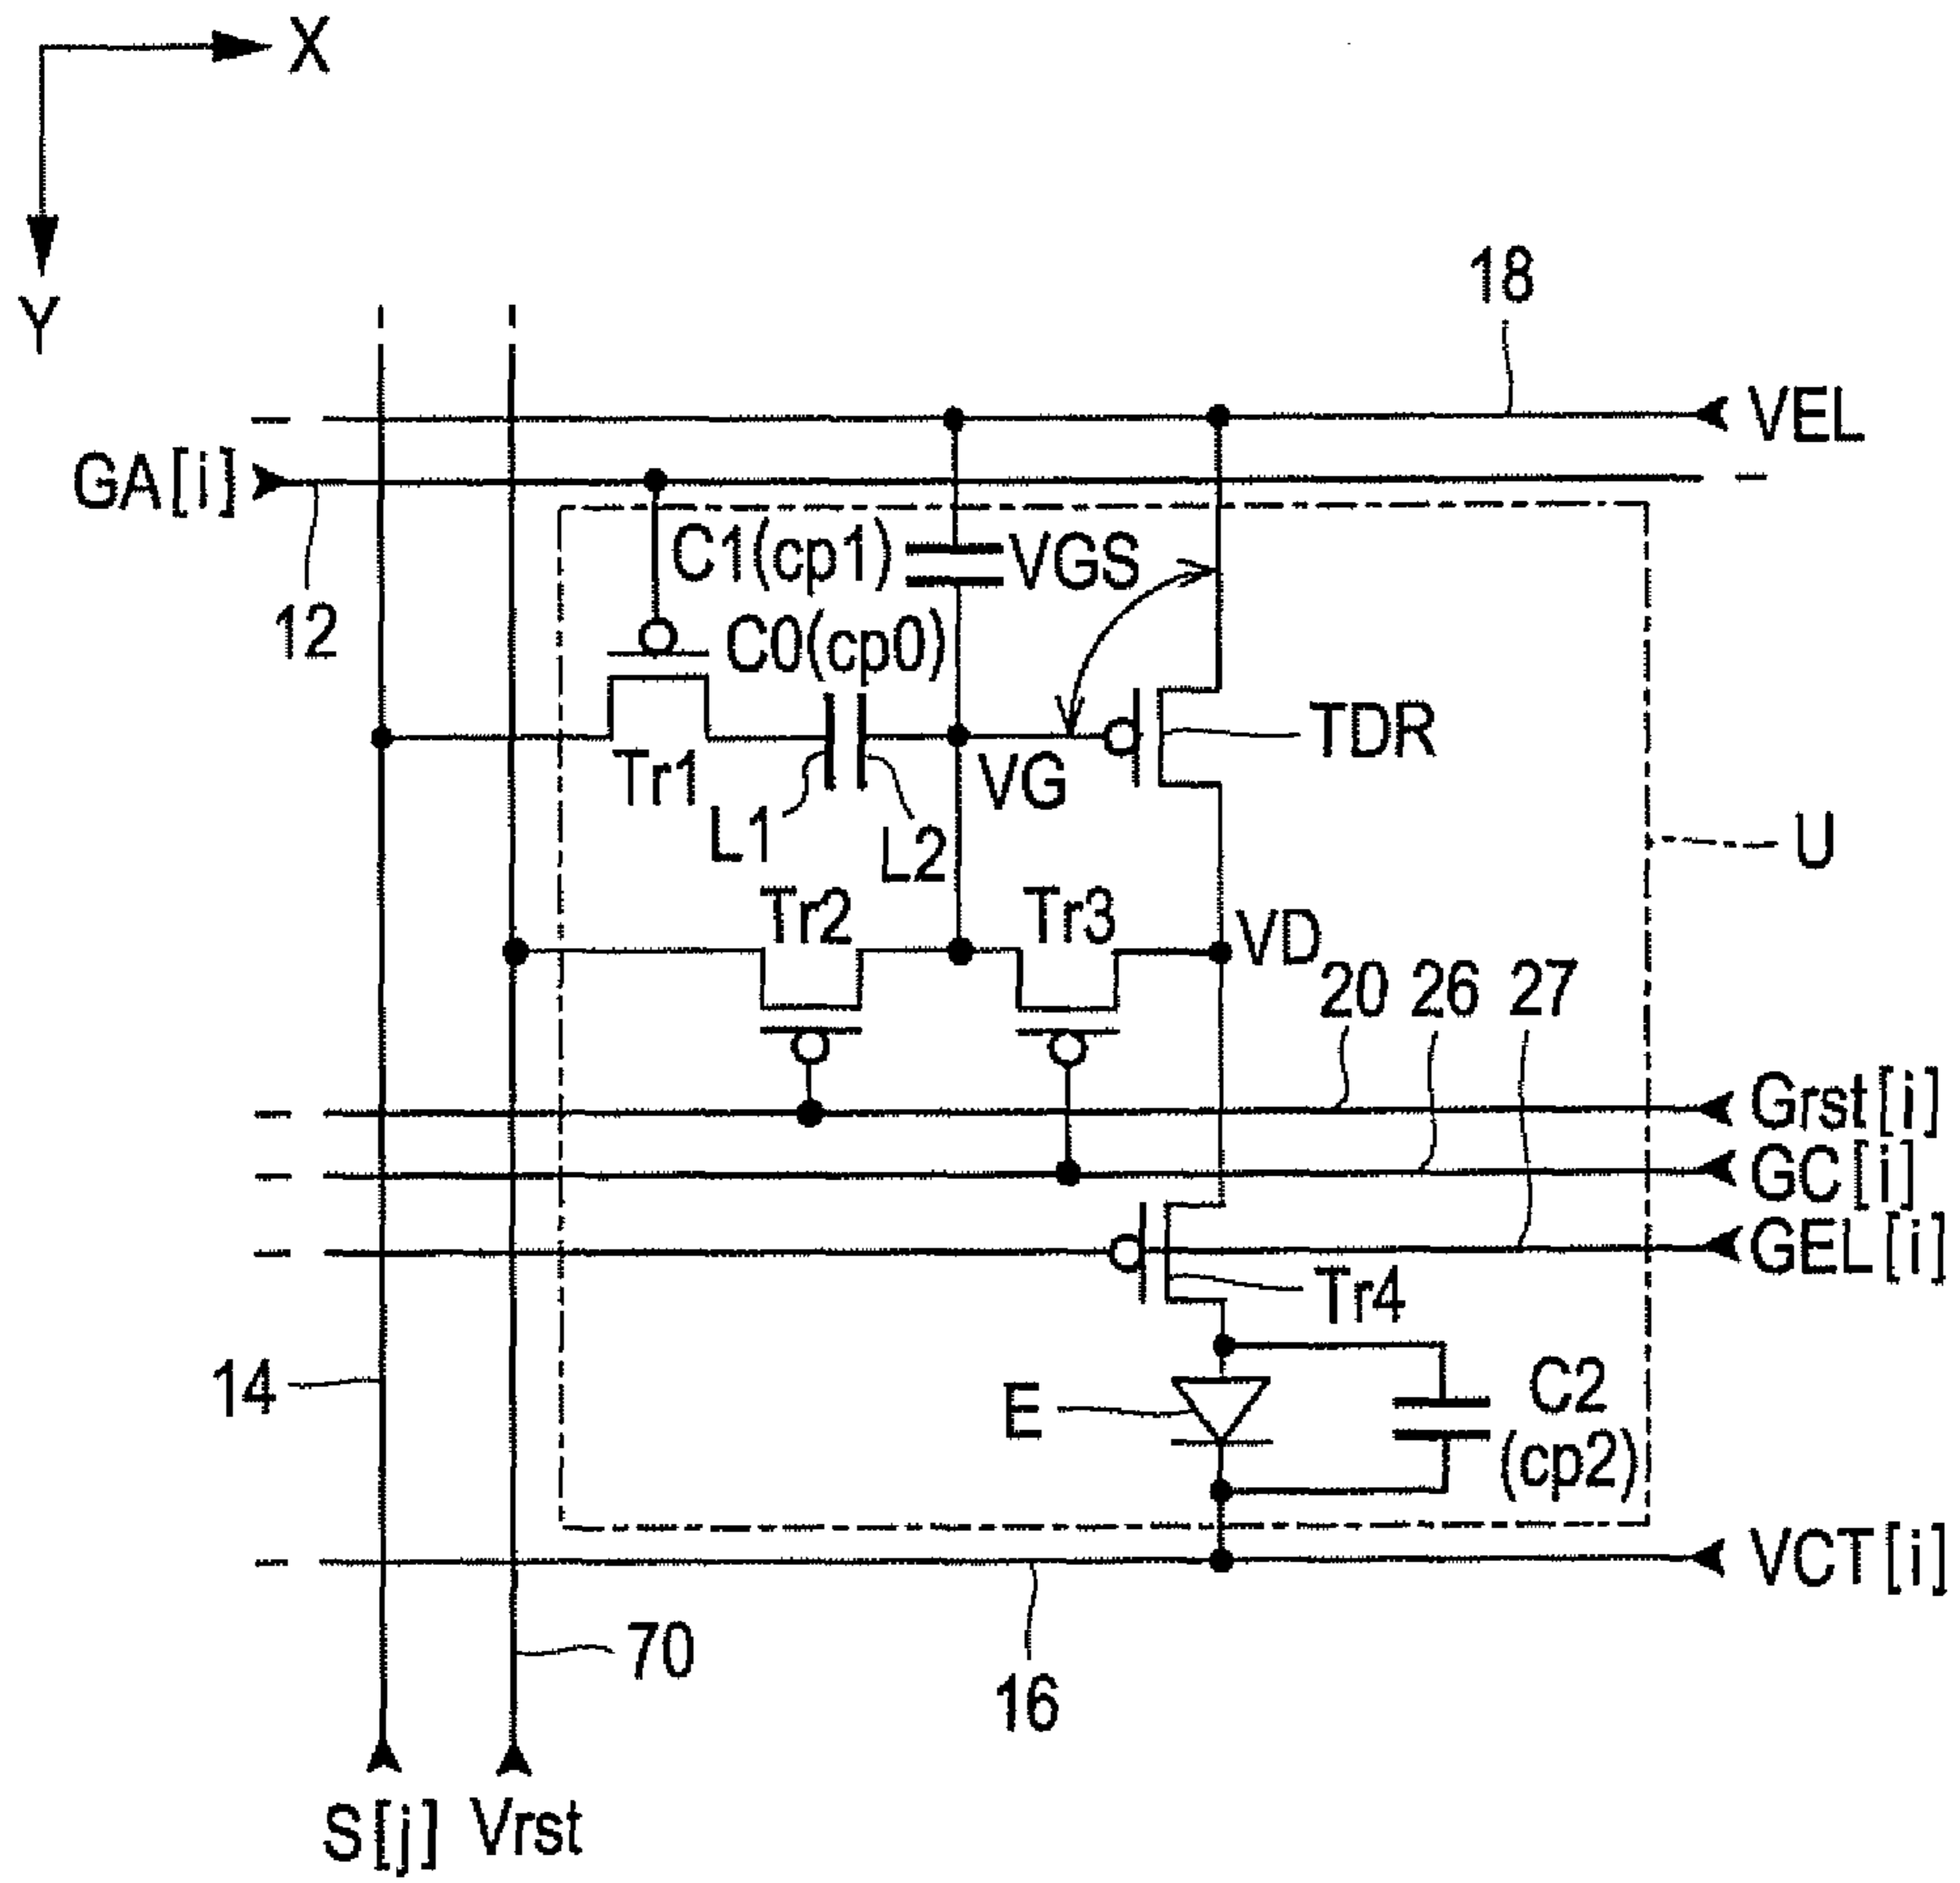 X
Y
18
VEL
GA[i]
12
C1(cp1)
VGS
C0(cp0)
Tr1
L1
L2
VG
TDR
U
Tr2
Tr3
VD
20
26
27
Grst[i]
GC[i]
GEL[i]
Tr4
14
E
C2
(cp2)
VCT[i]
70
16
S[j]
Vrst